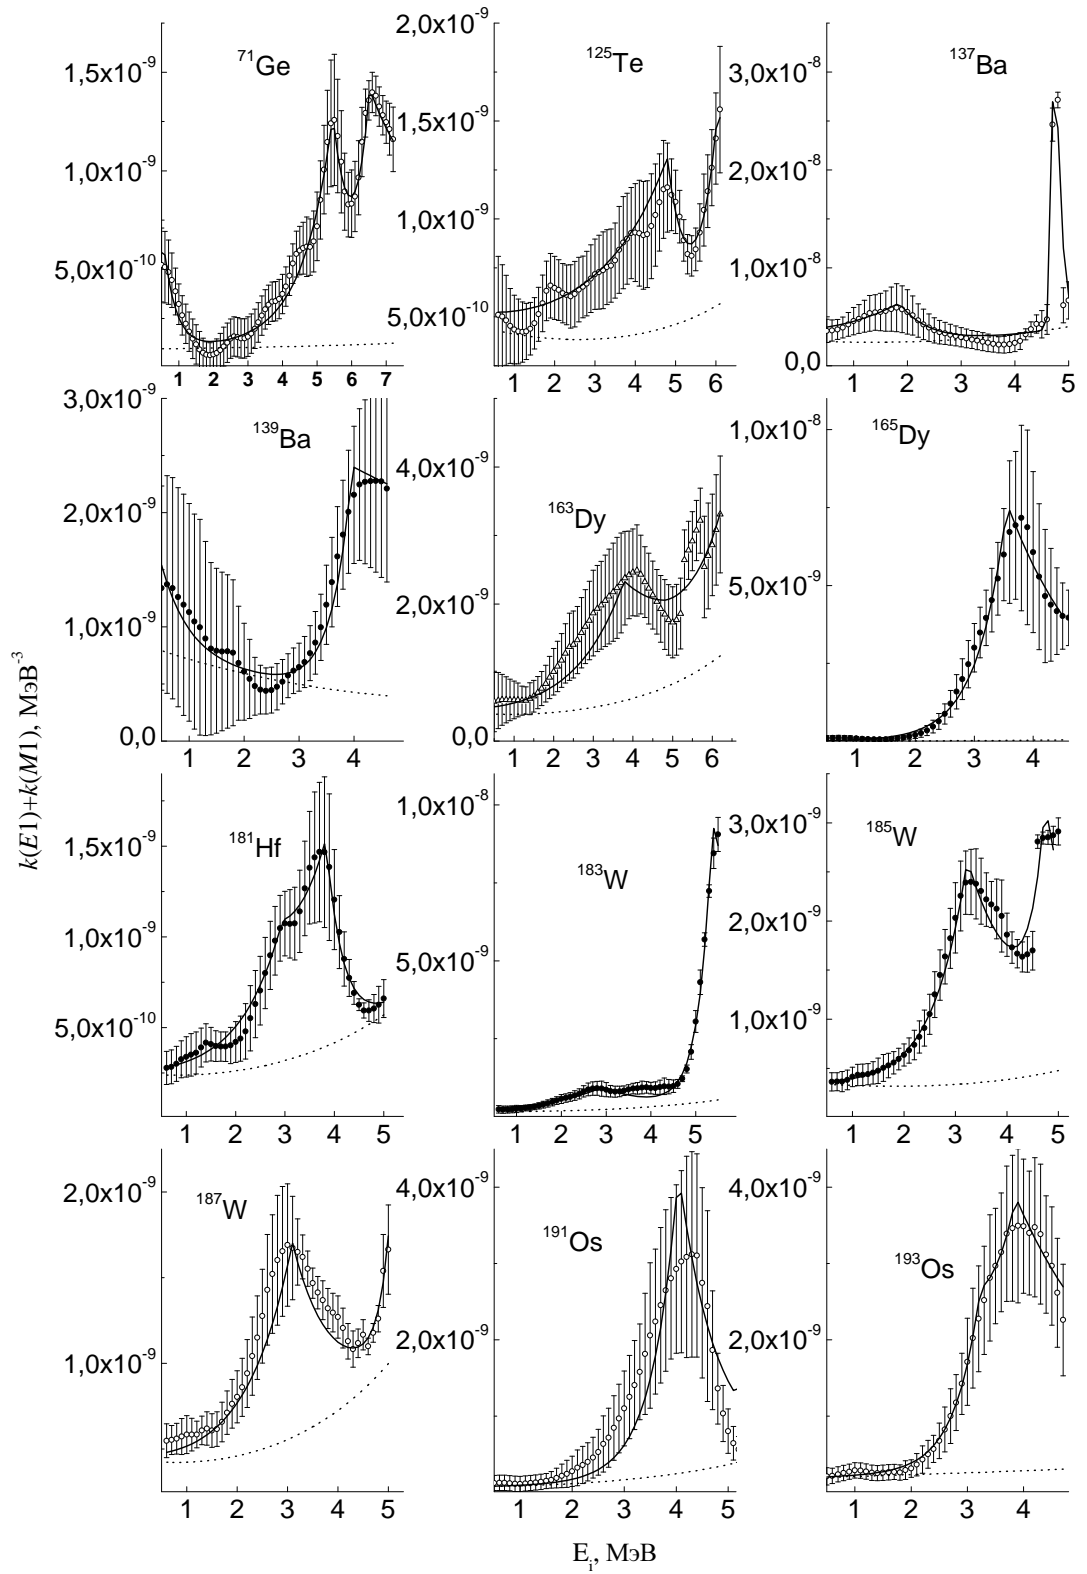 2,0x10⁻⁹
⁷¹Ge
¹²⁵Te
¹³⁷Ba
1,5x10⁻⁹
3,0x10⁻⁸
1,5x10⁻⁹
1,0x10⁻⁹
2,0x10⁻⁸
1,0x10⁻⁹
5,0x10⁻¹⁰
1,0x10⁻⁸
5,0x10⁻¹⁰
0,0
1 2 3 4 5 6 7
1 2 3 4 5 6
1 2 3 4 5
3,0x10⁻⁹
¹³⁹Ba
¹⁶⁵Dy
1,0x10⁻⁸
4,0x10⁻⁹
2,0x10⁻⁹
¹⁶³Dy
5,0x10⁻⁹
1,0x10⁻⁹
2,0x10⁻⁹
0,0
0,0
1 2 3 4
1 2 3 4 5 6
1 2 3 4
k(E1)+k(M1), МэВ⁻³
1,0x10⁻⁸
¹⁸¹Hf
¹⁸³W
¹⁸⁵W
3,0x10⁻⁹
1,5x10⁻⁹
2,0x10⁻⁹
1,0x10⁻⁹
5,0x10⁻⁹
1,0x10⁻⁹
5,0x10⁻¹⁰
1 2 3 4 5
1 2 3 4 5
1 2 3 4 5
2,0x10⁻⁹
¹⁸⁷W
4,0x10⁻⁹
¹⁹¹Os
4,0x10⁻⁹
¹⁹³Os
1,0x10⁻⁹
2,0x10⁻⁹
2,0x10⁻⁹
1 2 3 4 5
1 2 3 4 5
1 2 3 4
Eᵢ, МэВ